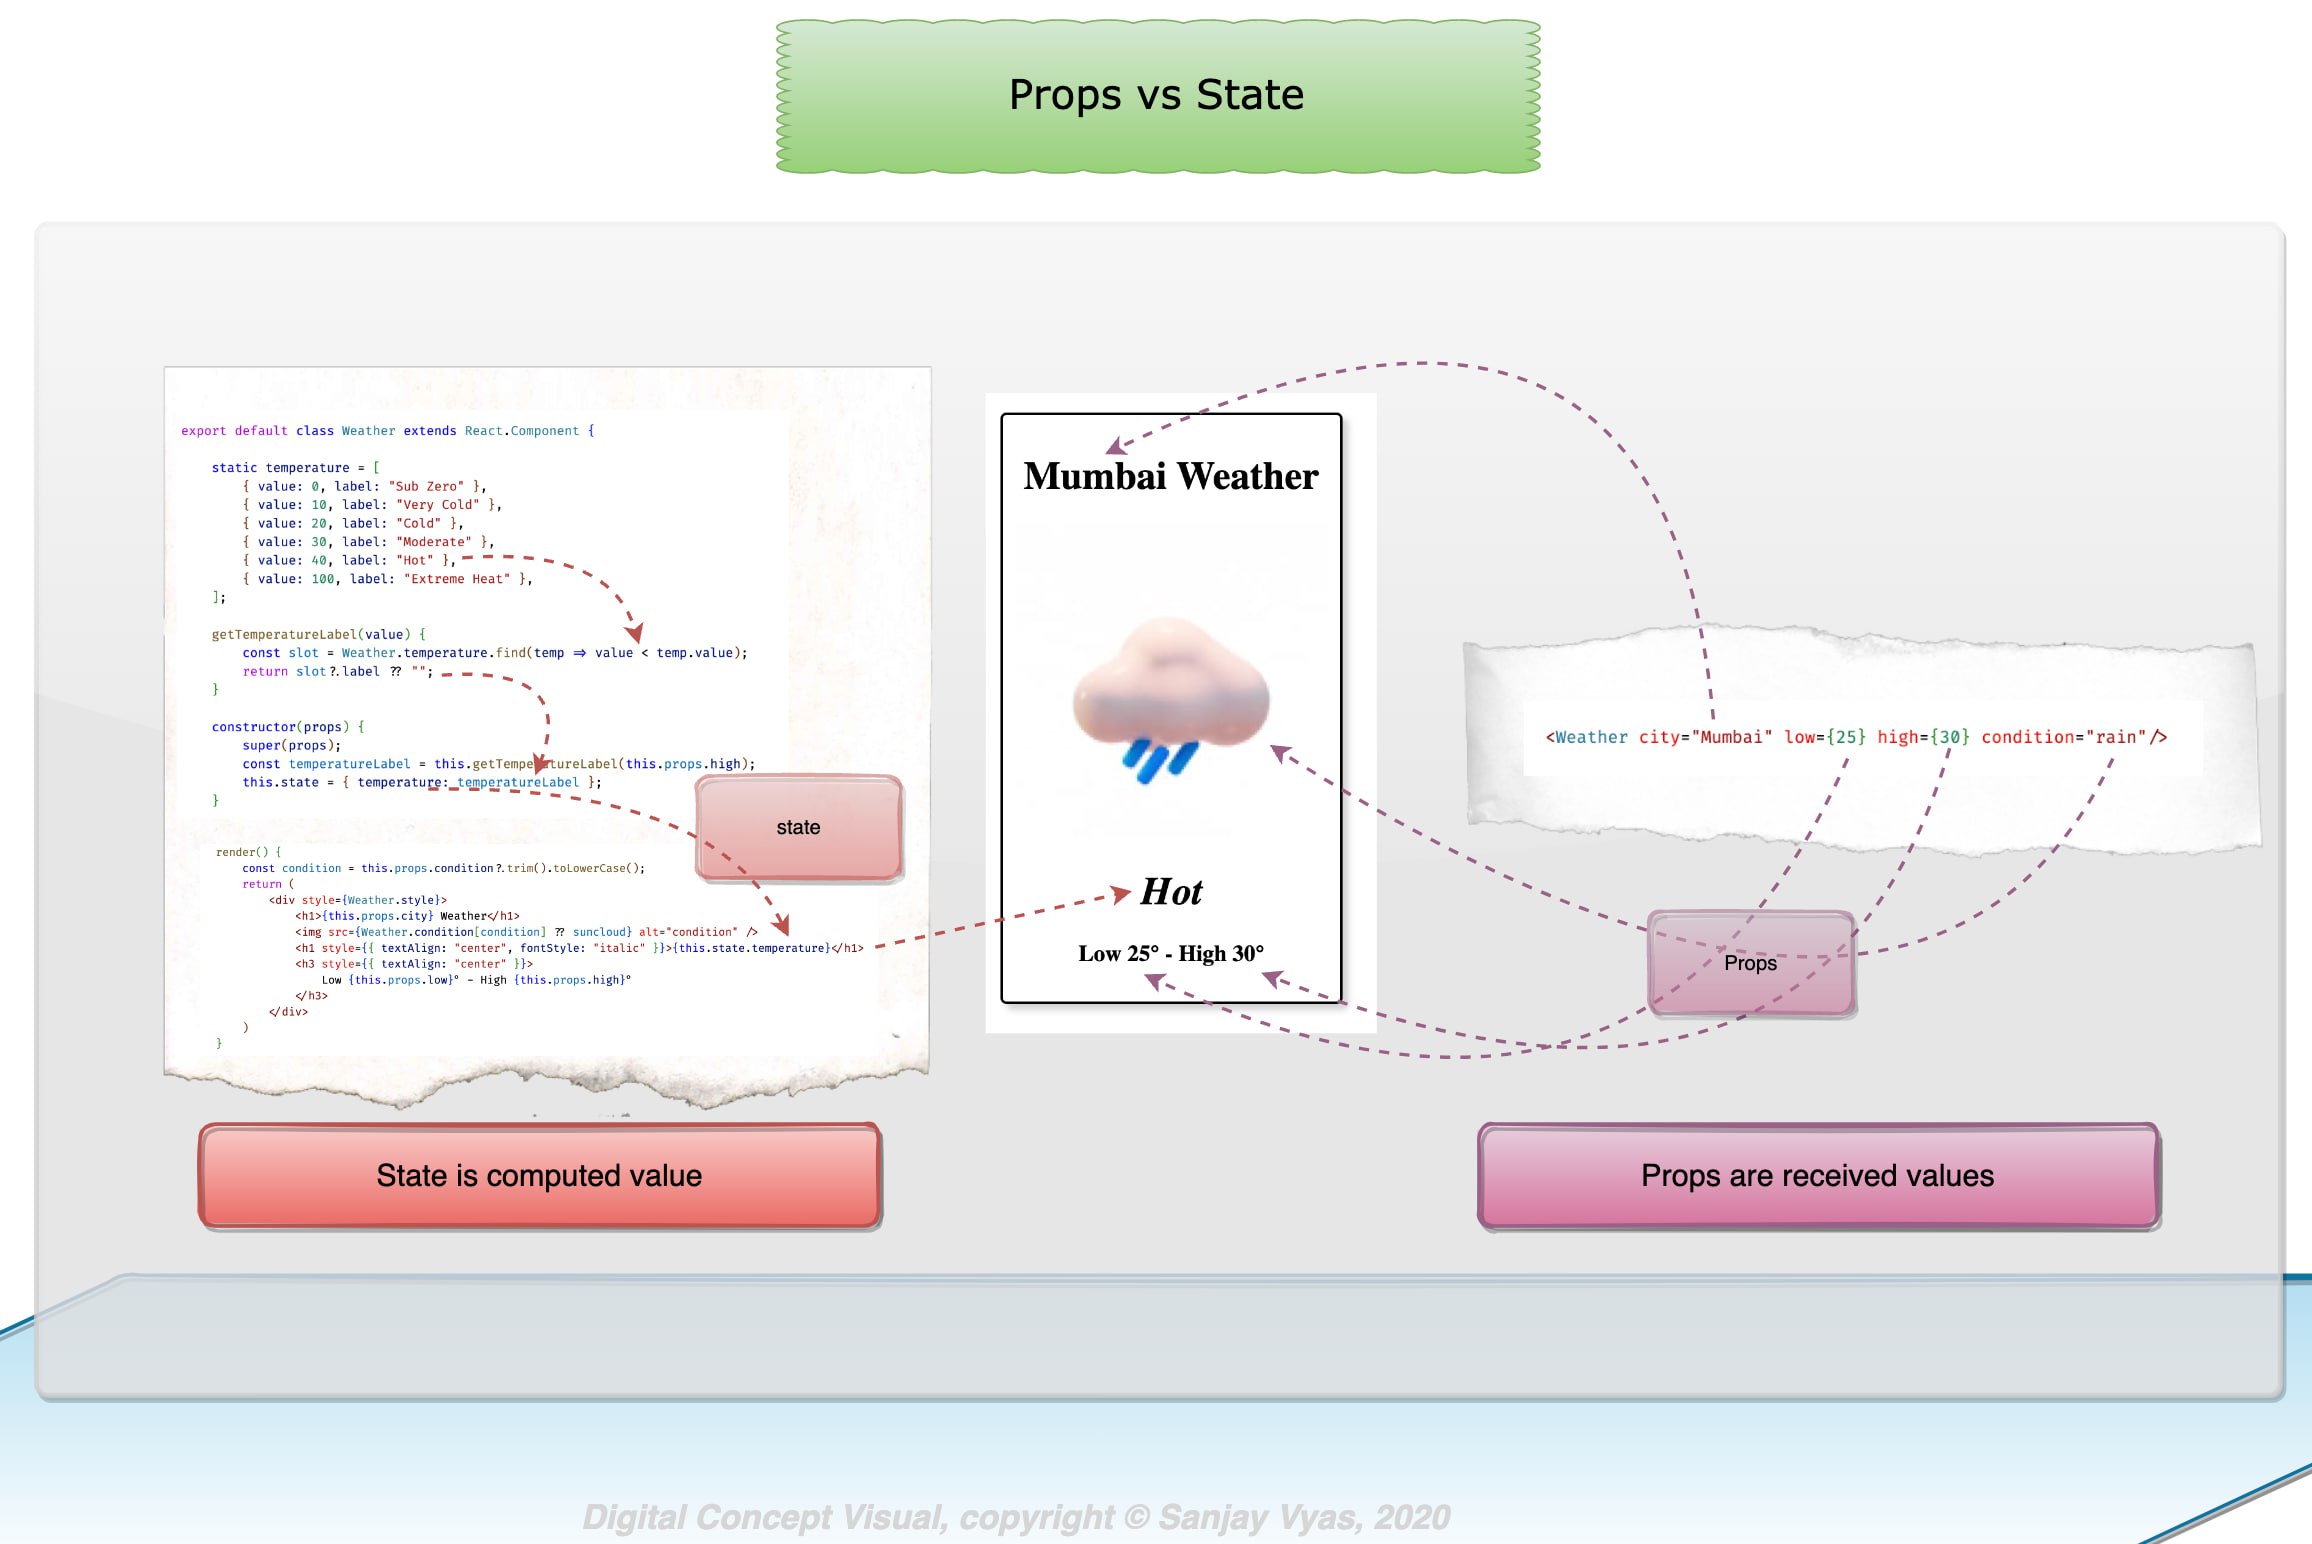 Props vs State
export default class Weather extends React.Component {
static temperature = [
{ value: 0, label: "Sub Zero" },
{ value: 10, label: "Very Cold" },
{ value: 20, label: "Cold" },
{ value: 30, label: "Moderate" },
{ value: 40, label: "Hot" },
{ value: 100, label: "Extreme Heat" },
];
getTemperatureLabel(value) {
const slot = Weather.temperature.find(temp => value < temp.value);
return slot?.label ?? "";
}
constructor(props) {
super(props);
const temperatureLabel = this.getTemperatureLabel(this.props.high);
this.state = { temperature: temperatureLabel };
}
state
render() {
const condition = this.props.condition?.trim().toLowerCase();
return (
<div style={Weather.style}>
<h1>{this.props.city} Weather</h1>
<img src={Weather.condition[condition] ?? suncloud} alt="condition" />
<h1 style={{ textAlign: "center", fontStyle: "italic" }}>{this.state.temperature}</h1>
<h3 style={{ textAlign: "center" }}>
Low {this.props.low}° - High {this.props.high}°
</h3>
</div>
)
}
State is computed value
Mumbai Weather
Hot
Low 25° - High 30°
<Weather city="Mumbai" low={25} high={30} condition="rain"/>
Props
Props are received values
Digital Concept Visual, copyright © Sanjay Vyas, 2020